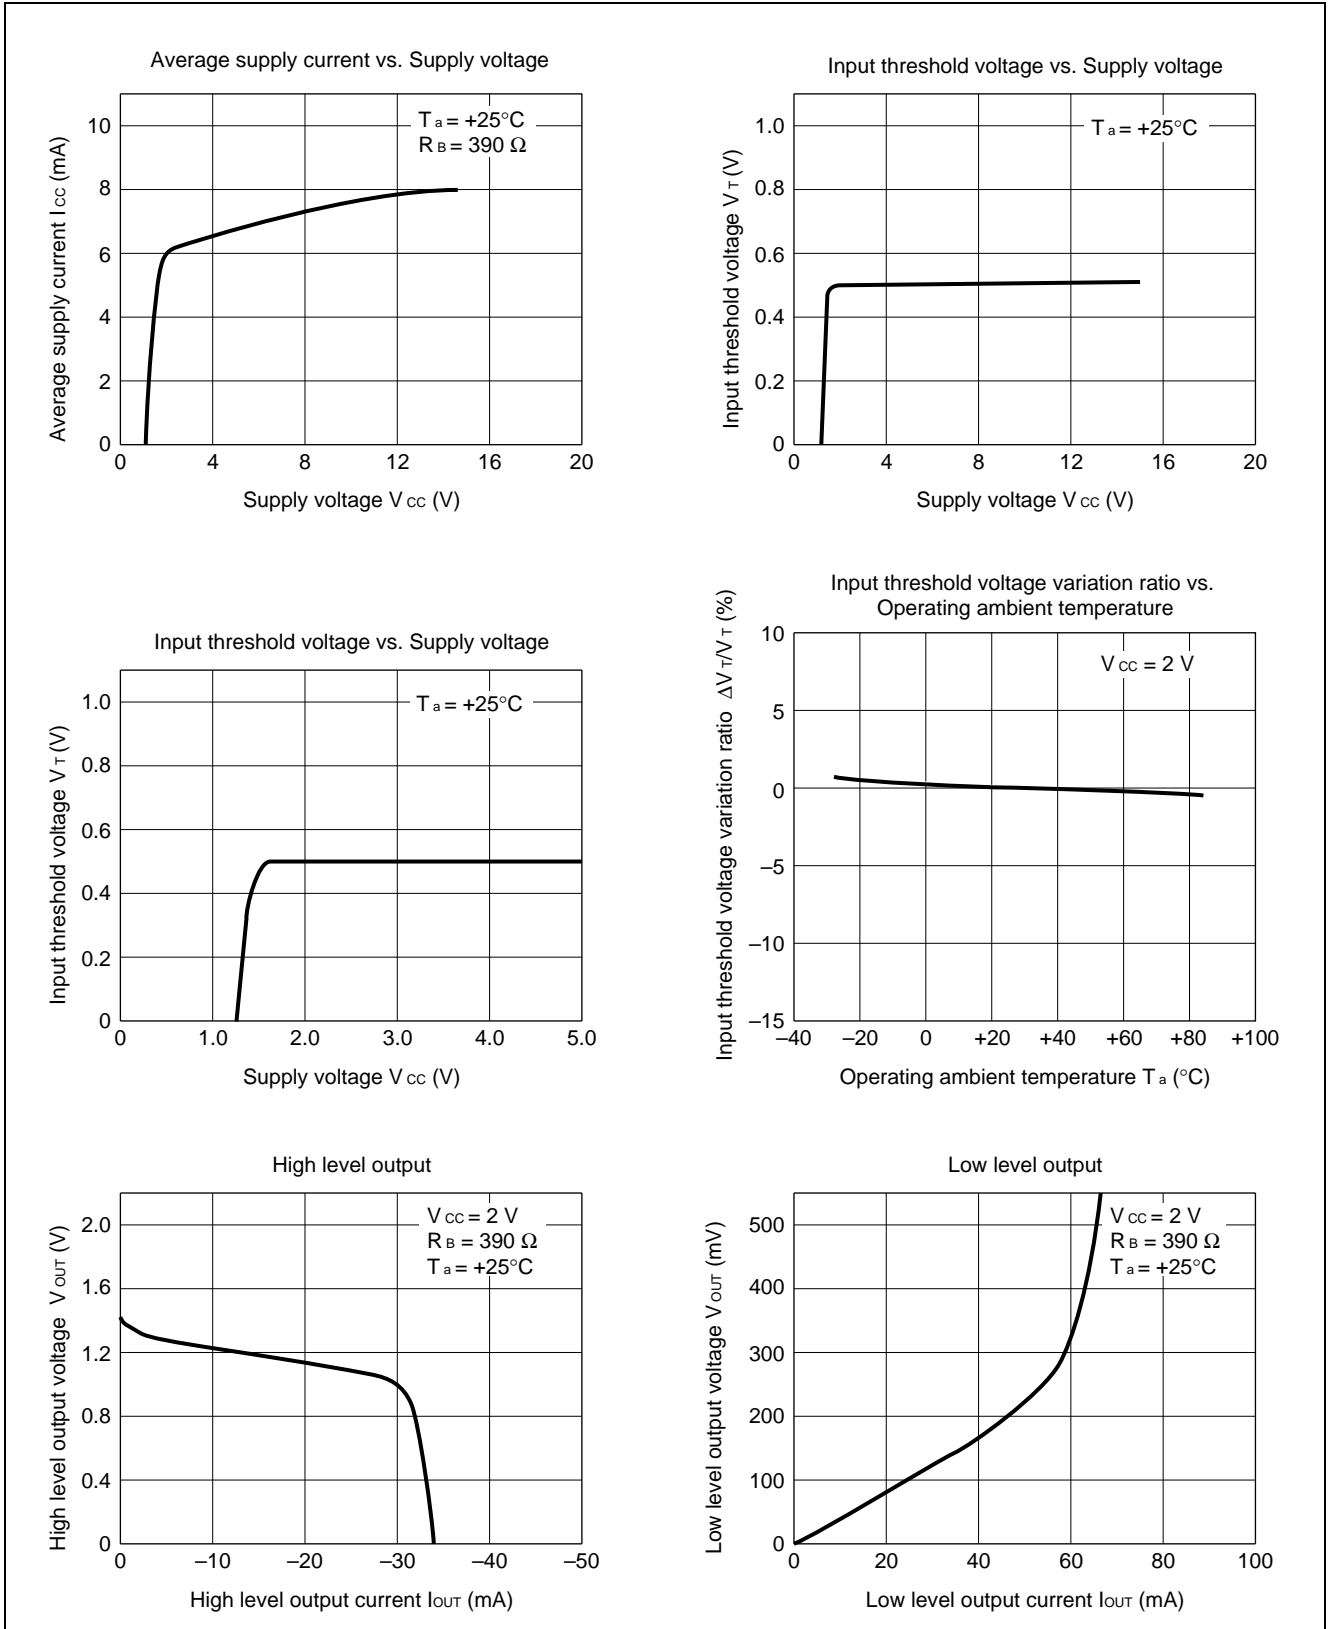 Average supply current vs. Supply voltage
Average supply current ICC (mA)
10
8
6
4
2
0
Ta = +25°C
RB = 390 Ω
0 4 8 12 16 20
Supply voltage VCC (V)
Input threshold voltage vs. Supply voltage
Input threshold voltage VT (V)
1.0
0.8
0.6
0.4
0.2
0
Ta = +25°C
0 4 8 12 16 20
Supply voltage VCC (V)
Input threshold voltage vs. Supply voltage
Input threshold voltage VT (V)
1.0
0.8
0.6
0.4
0.2
0
Ta = +25°C
0 1.0 2.0 3.0 4.0 5.0
Supply voltage VCC (V)
Input threshold voltage variation ratio vs.
Operating ambient temperature
Input threshold voltage variation ratio ΔVT/VT (%)
10
5
0
–5
–10
–15
VCC = 2 V
–40 –20 0 +20 +40 +60 +80 +100
Operating ambient temperature Ta (°C)
High level output
High level output voltage VOUT (V)
2.0
1.6
1.2
0.8
0.4
0
VCC = 2 V
RB = 390 Ω
Ta = +25°C
0 –10 –20 –30 –40 –50
High level output current IOUT (mA)
Low level output
Low level output voltage VOUT (mV)
500
400
300
200
100
0
VCC = 2 V
RB = 390 Ω
Ta = +25°C
0 20 40 60 80 100
Low level output current IOUT (mA)